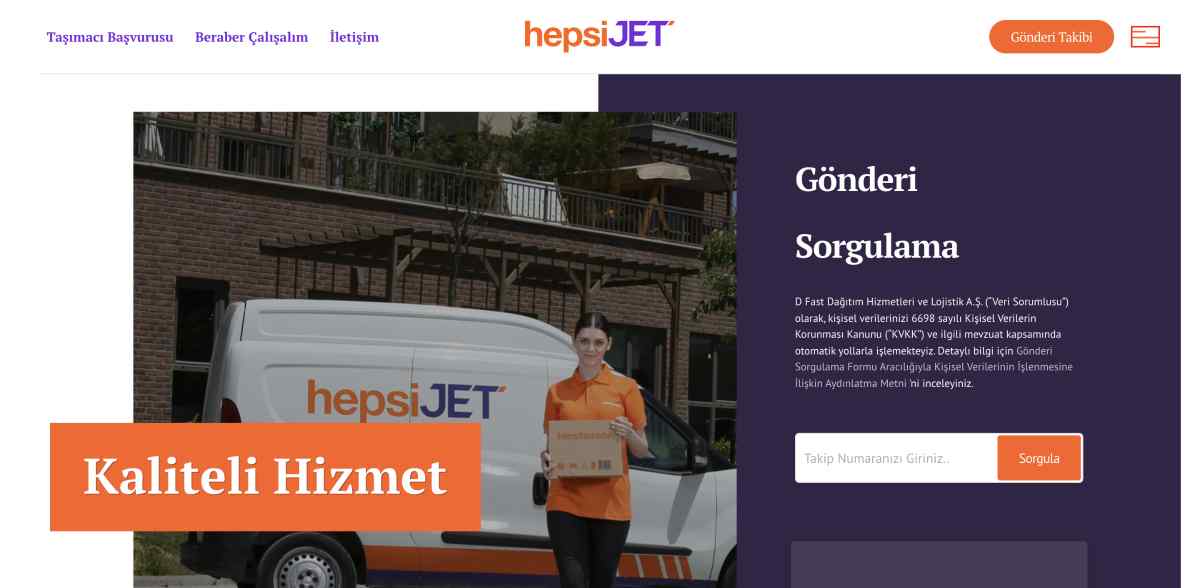 Taşımacı Başvurusu
Beraber Çalışalım
İletişim
hepsiJET
Gönderi Takibi
Gönderi
Sorgulama
D Fast Dağıtım Hizmetleri ve Lojistik A.Ş. (“Veri Sorumlusu”)
olarak, kişisel verilerinizi 6698 sayılı Kişisel Verilerin
Korunması Kanunu (“KVKK”) ve ilgili mevzuat kapsamında
otomatik yollarla işlemekteyiz. Detaylı bilgi için Gönderi
Sorgulama Formu Aracılığıyla Kişisel Verilerinin İşlenmesine
İlişkin Aydınlatma Metni 'ni inceleyiniz.
Takip Numaranızı Giriniz..
Sorgula
hepsiJET
Kaliteli Hizmet